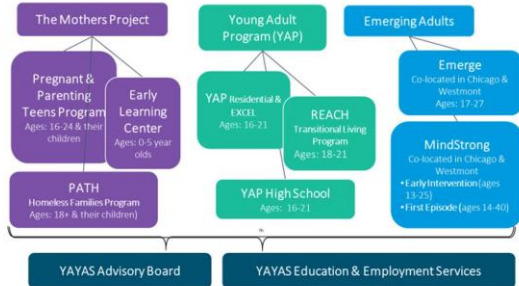 The Mothers Project
Pregnant &
Parenting
Teens Program
Ages: 16-24 & their
children
Early
Learning
Center
Ages: 0-5 year
olds
PATH
Homeless Families Program
Ages: 18+ & their children)
Young Adult
Program (YAP)
YAP Residential &
EXCEL
Ages: 16-21
REACH
Transitional Living
Program
Ages: 18-21
YAP High School
Ages: 16-21
Emerging Adults
Emerge
Co-located in Chicago &
Westmont
Ages: 17-27
MindStrong
Co-located in Chicago &
Westmont
•Early Intervention (ages
13-25)
•First Episode (ages 14-40)
YAYAS Advisory Board
YAYAS Education & Employment Services